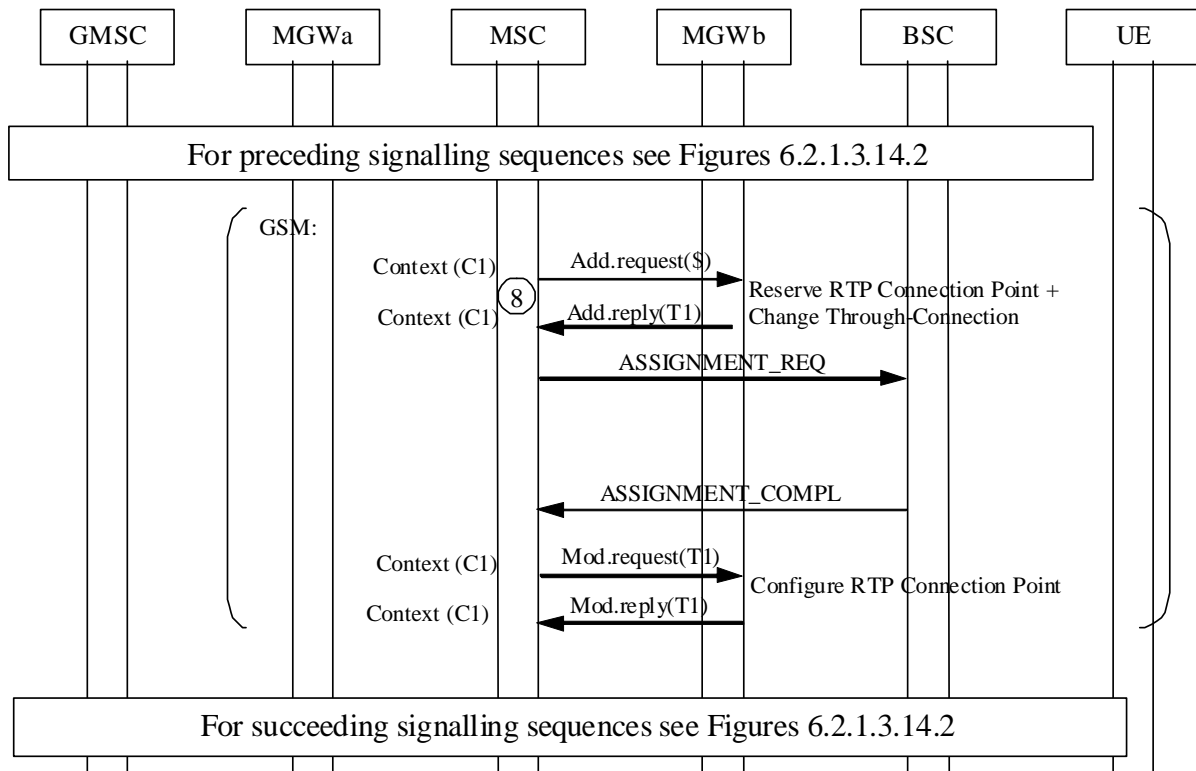 GMSC
MGWa
MSC
MGWb
BSC
UE
For preceding signalling sequences see Figures 6.2.1.3.14.2
GSM:
Context (C1)
Add.request($)
8
Reserve RTP Connection Point +
Change Through-Connection
Context (C1)
Add.reply(T1)
ASSIGNMENT_REQ
ASSIGNMENT_COMPL
Context (C1)
Mod.request(T1)
Configure RTP Connection Point
Context (C1)
Mod.reply(T1)
For succeeding signalling sequences see Figures 6.2.1.3.14.2